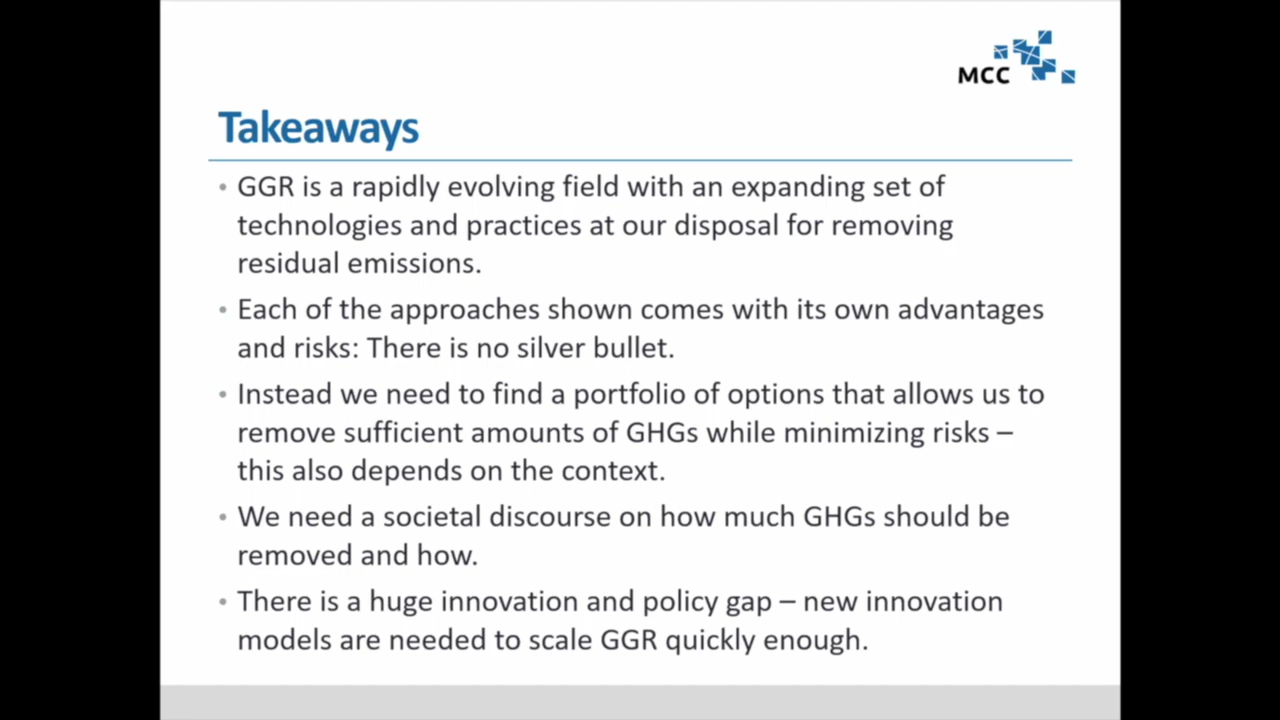 MCC
Takeaways
• GGR is a rapidly evolving field with an expanding set of
technologies and practices at our disposal for removing
residual emissions.
• Each of the approaches shown comes with its own advantages
and risks: There is no silver bullet.
• Instead we need to find a portfolio of options that allows us to
remove sufficient amounts of GHGs while minimizing risks –
this also depends on the context.
• We need a societal discourse on how much GHGs should be
removed and how.
• There is a huge innovation and policy gap – new innovation
models are needed to scale GGR quickly enough.